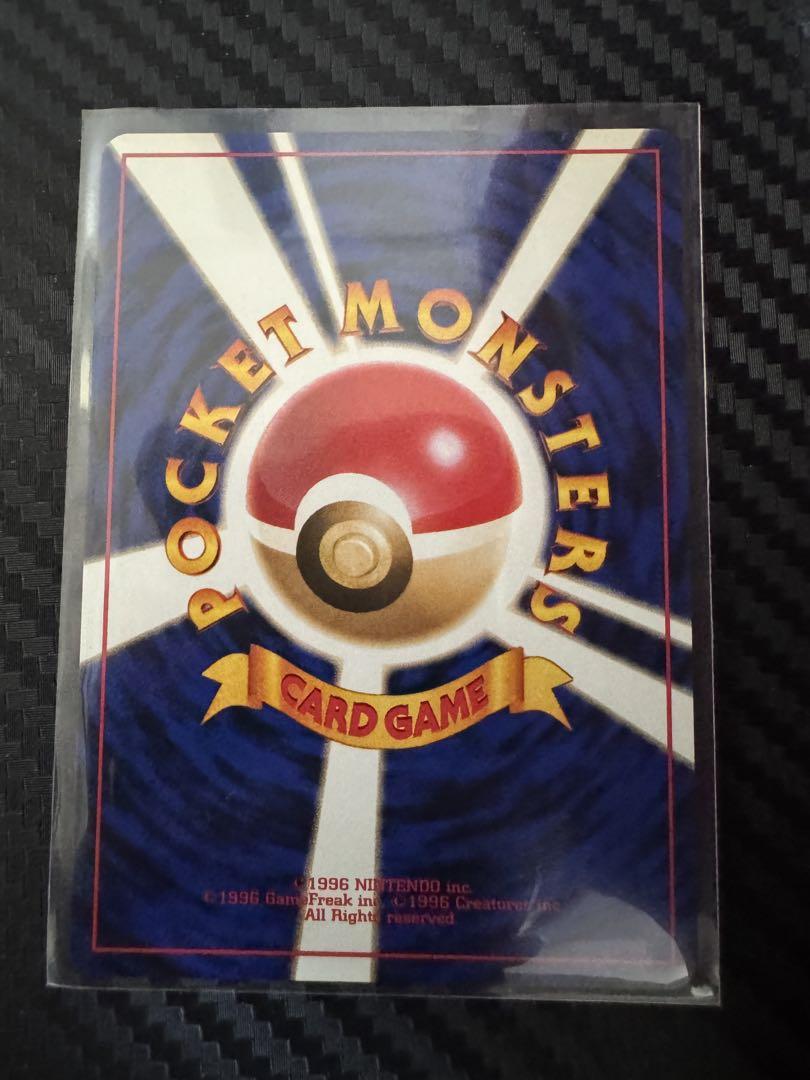 POCKET MONSTERS
CARD GAME
©1996 NINTENDO inc.
©1996 GameFreak inc. ©1996 Creatures inc.
All Rights reserved